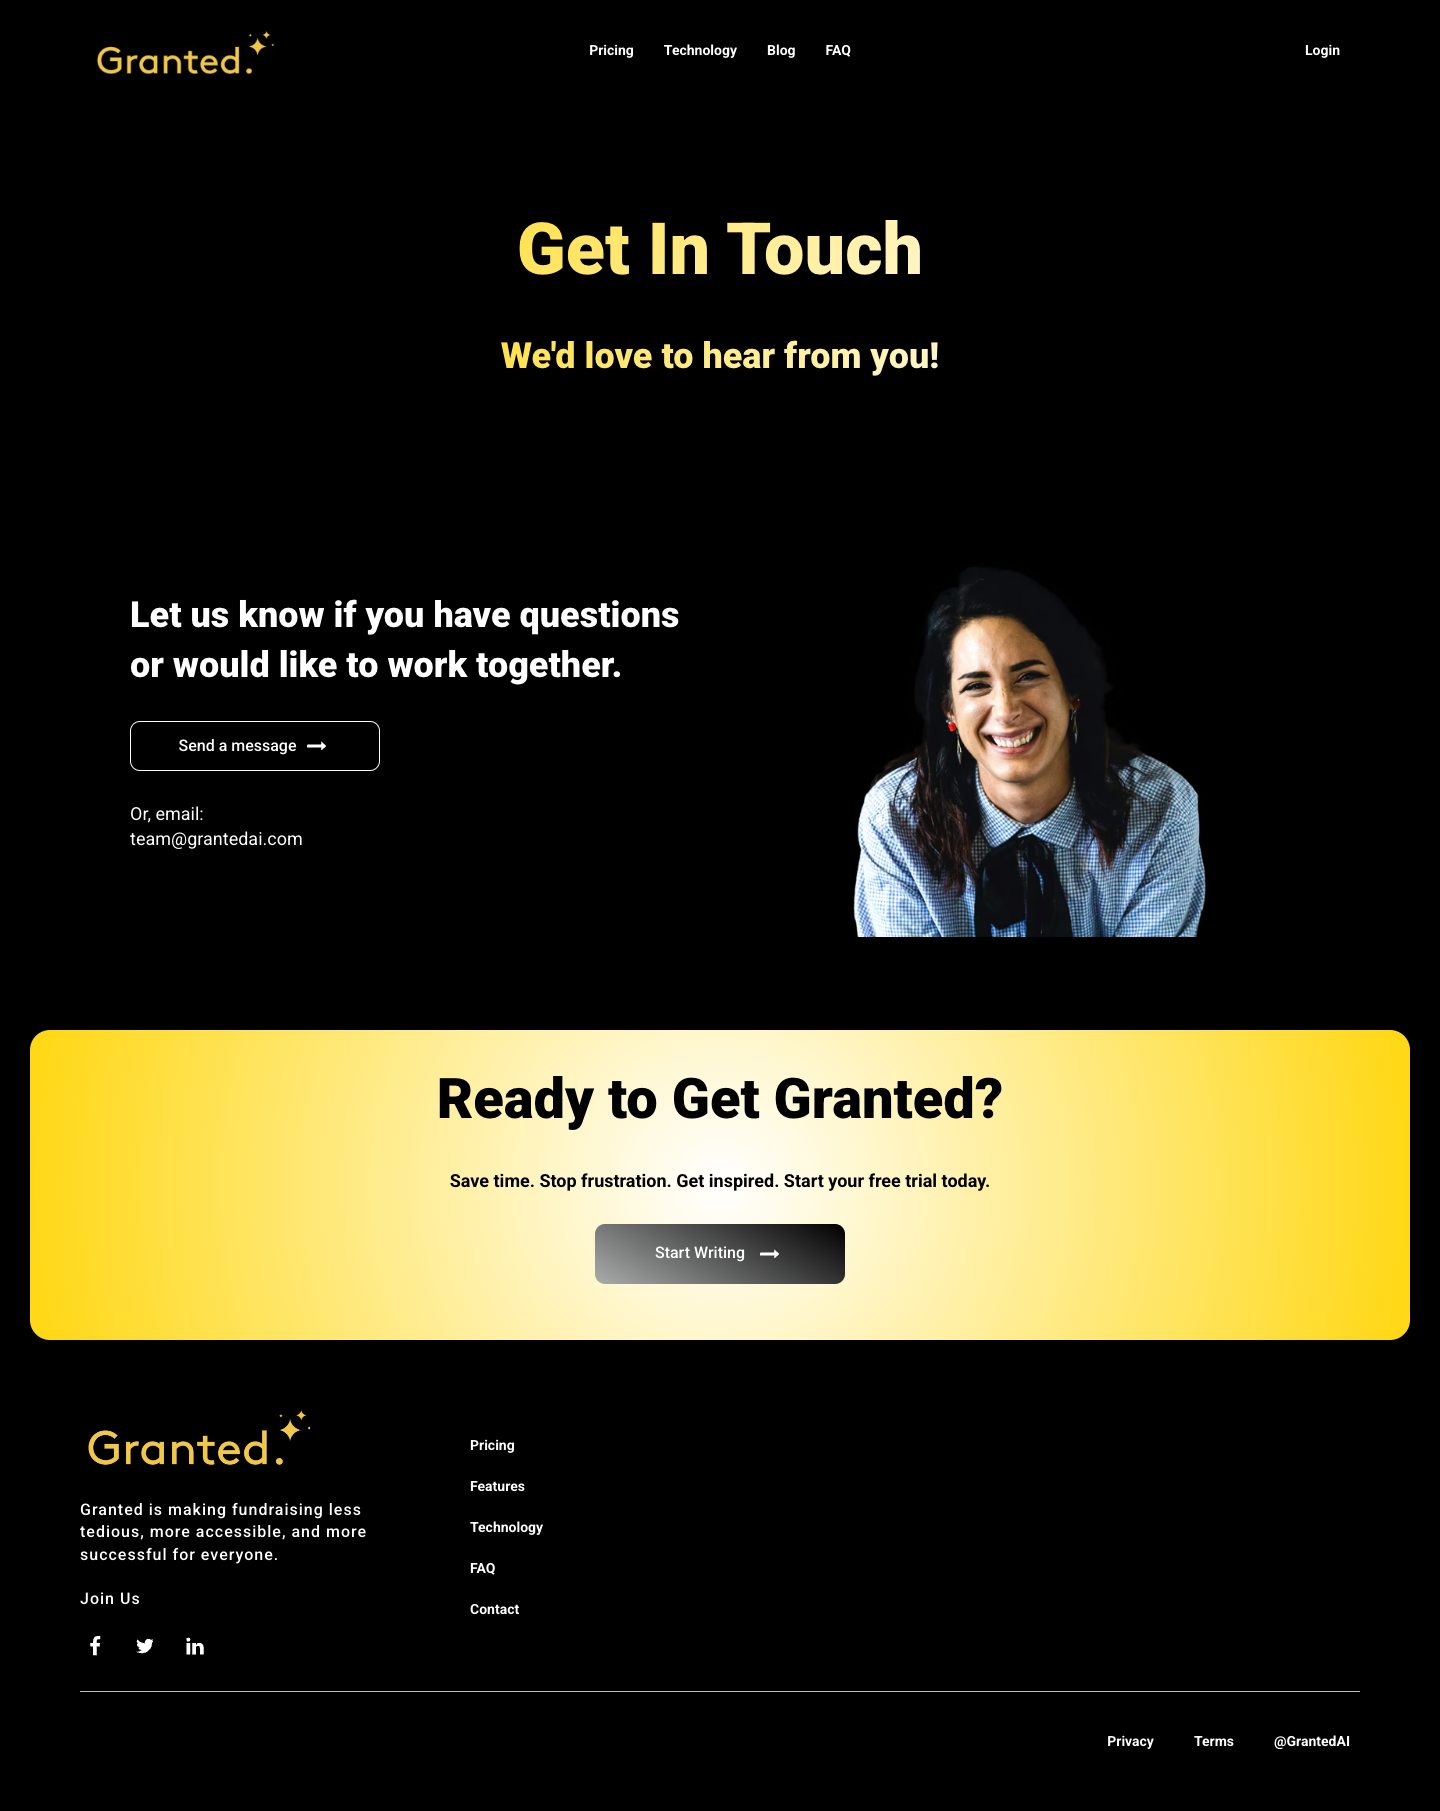 Granted.
Pricing Technology Blog FAQ
Login
Get In Touch
We'd love to hear from you!
Let us know if you have questions
or would like to work together.
Send a message
Or, email:
team@grantedai.com
Ready to Get Granted?
Save time. Stop frustration. Get inspired. Start your free trial today.
Start Writing
Granted.
Granted is making fundraising less
tedious, more accessible, and more
successful for everyone.
Join Us
Pricing
Features
Technology
FAQ
Contact
Privacy Terms @GrantedAI